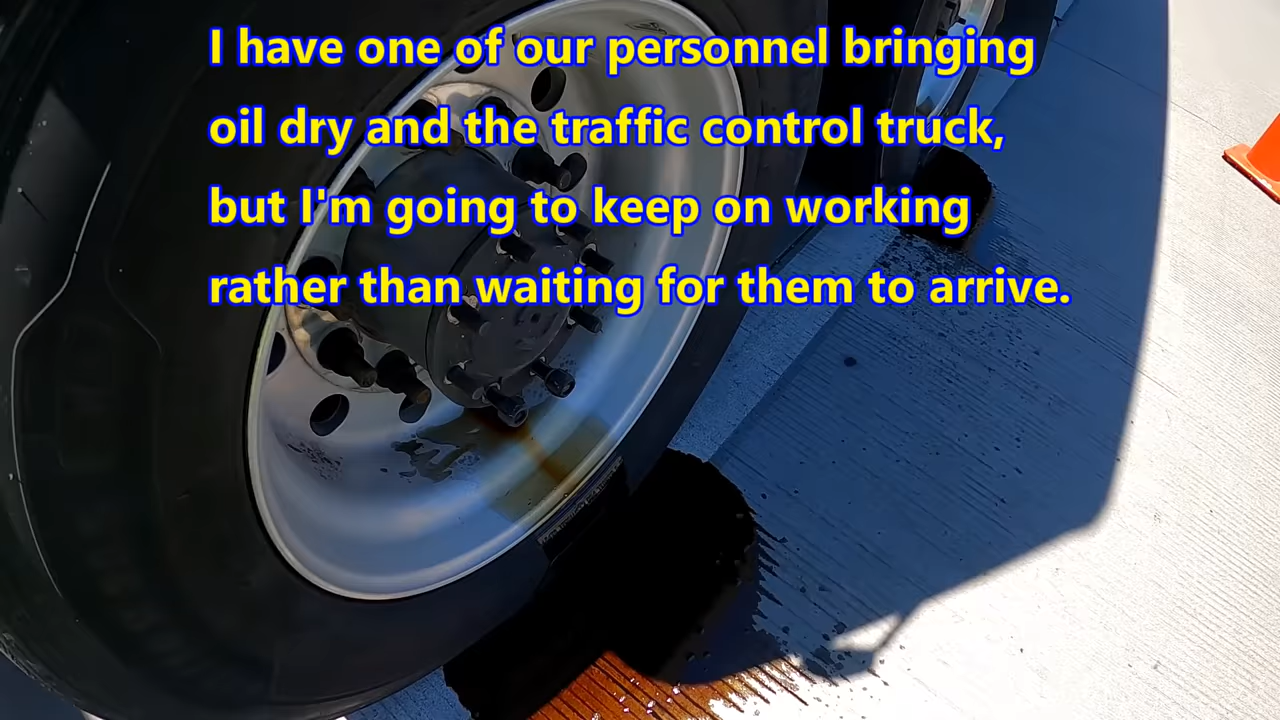 I have one of our personnel bringing
oil dry and the traffic control truck,
but I'm going to keep on working
rather than waiting for them to arrive.